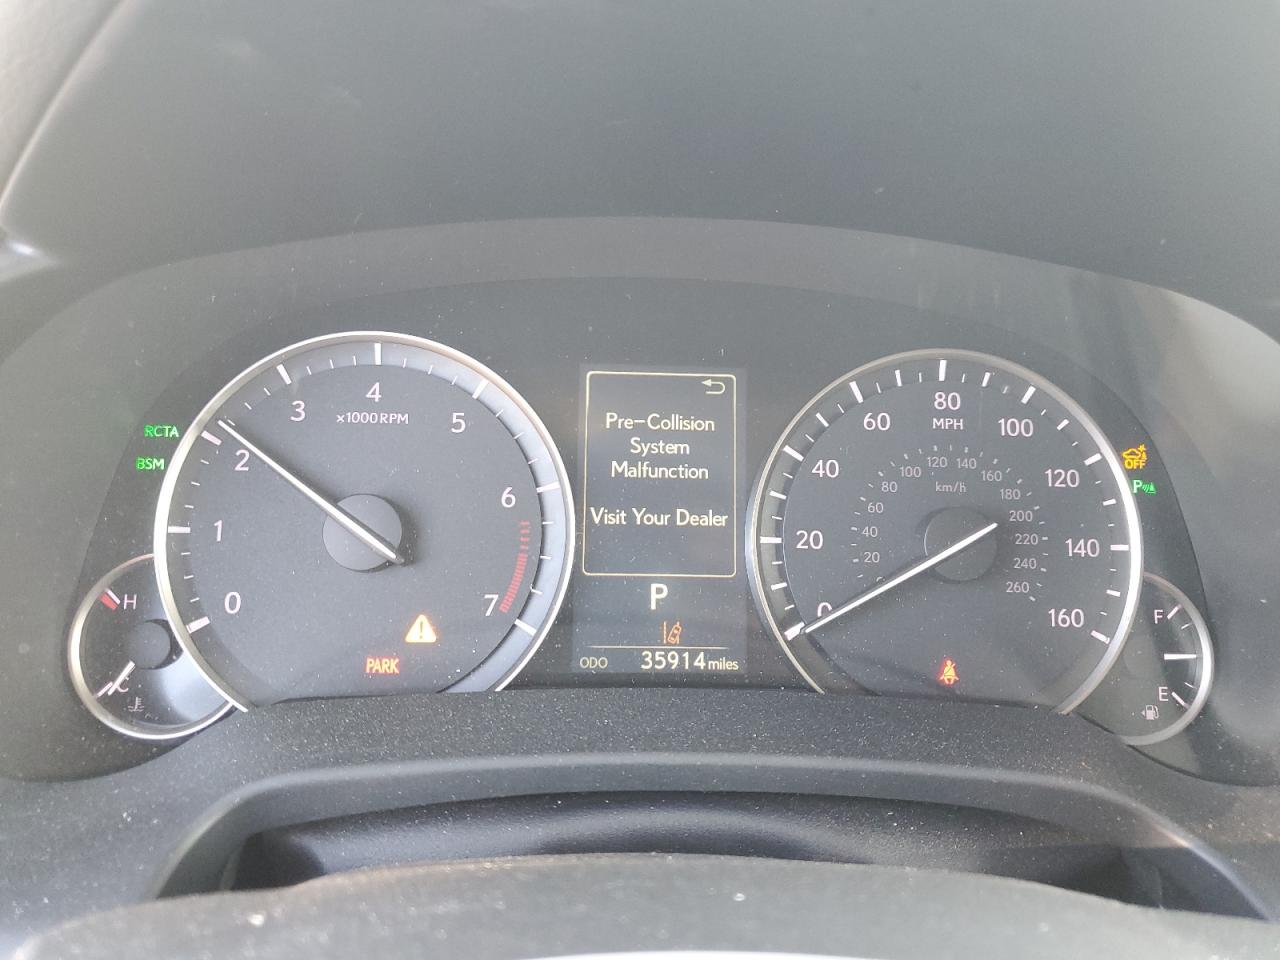 RCTA
BSM
0
1
2
3
4
5
6
7
x1000RPM
H
PARK
Pre-Collision
System
Malfunction
Visit Your Dealer
P
ODO 35914 miles
0
20
40
60
80
100
120
140
160
MPH
20
40
60
80
100
120
140
160
180
200
220
240
260
km/h
OFF
P
F
E